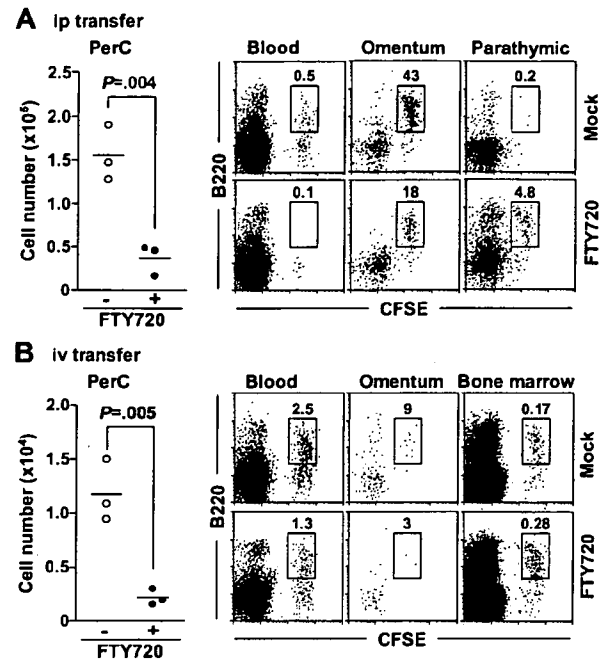 A ip transfer
PerC
Cell number (x10⁵)
2.5
2.0
1.5
1.0
0.5
0
P=.004
- +
FTY720
Blood Omentum Parathymic
B220
0.5 43 0.2
Mock
0.1 18 4.8
FTY720
CFSE
B iv transfer
PerC
Cell number (x10⁴)
2.0
1.5
1.0
0.5
0
P=.005
- +
FTY720
Blood Omentum Bone marrow
B220
2.5 9 0.17
Mock
1.3 3 0.28
FTY720
CFSE